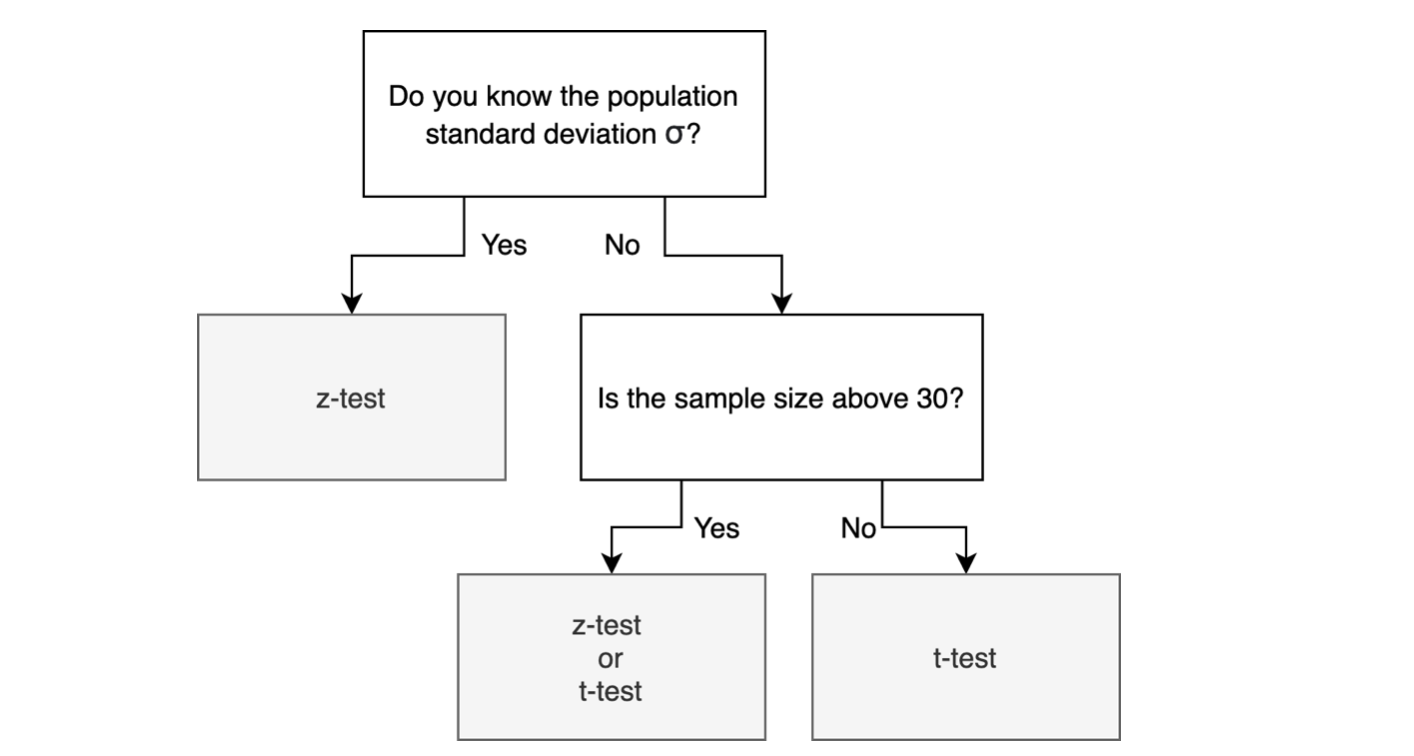 Do you know the population
standard deviation σ?
Yes
No
z-test
Is the sample size above 30?
Yes
No
z-test
or
t-test
t-test